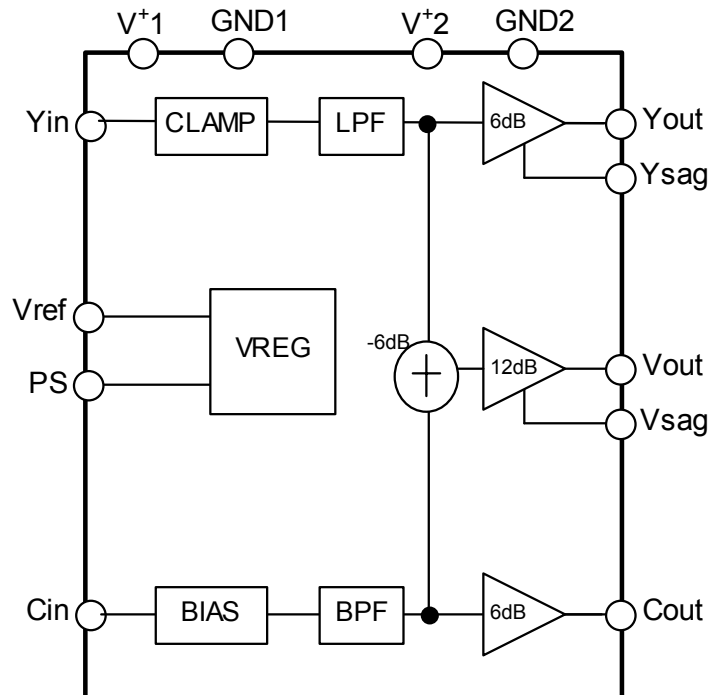 V+1 GND1 V+2 GND2
Yin CLAMP LPF 6dB Yout
Ysag
Vref VREG
PS
-6dB + 12dB Vout
Vsag
Cin BIAS BPF 6dB Cout